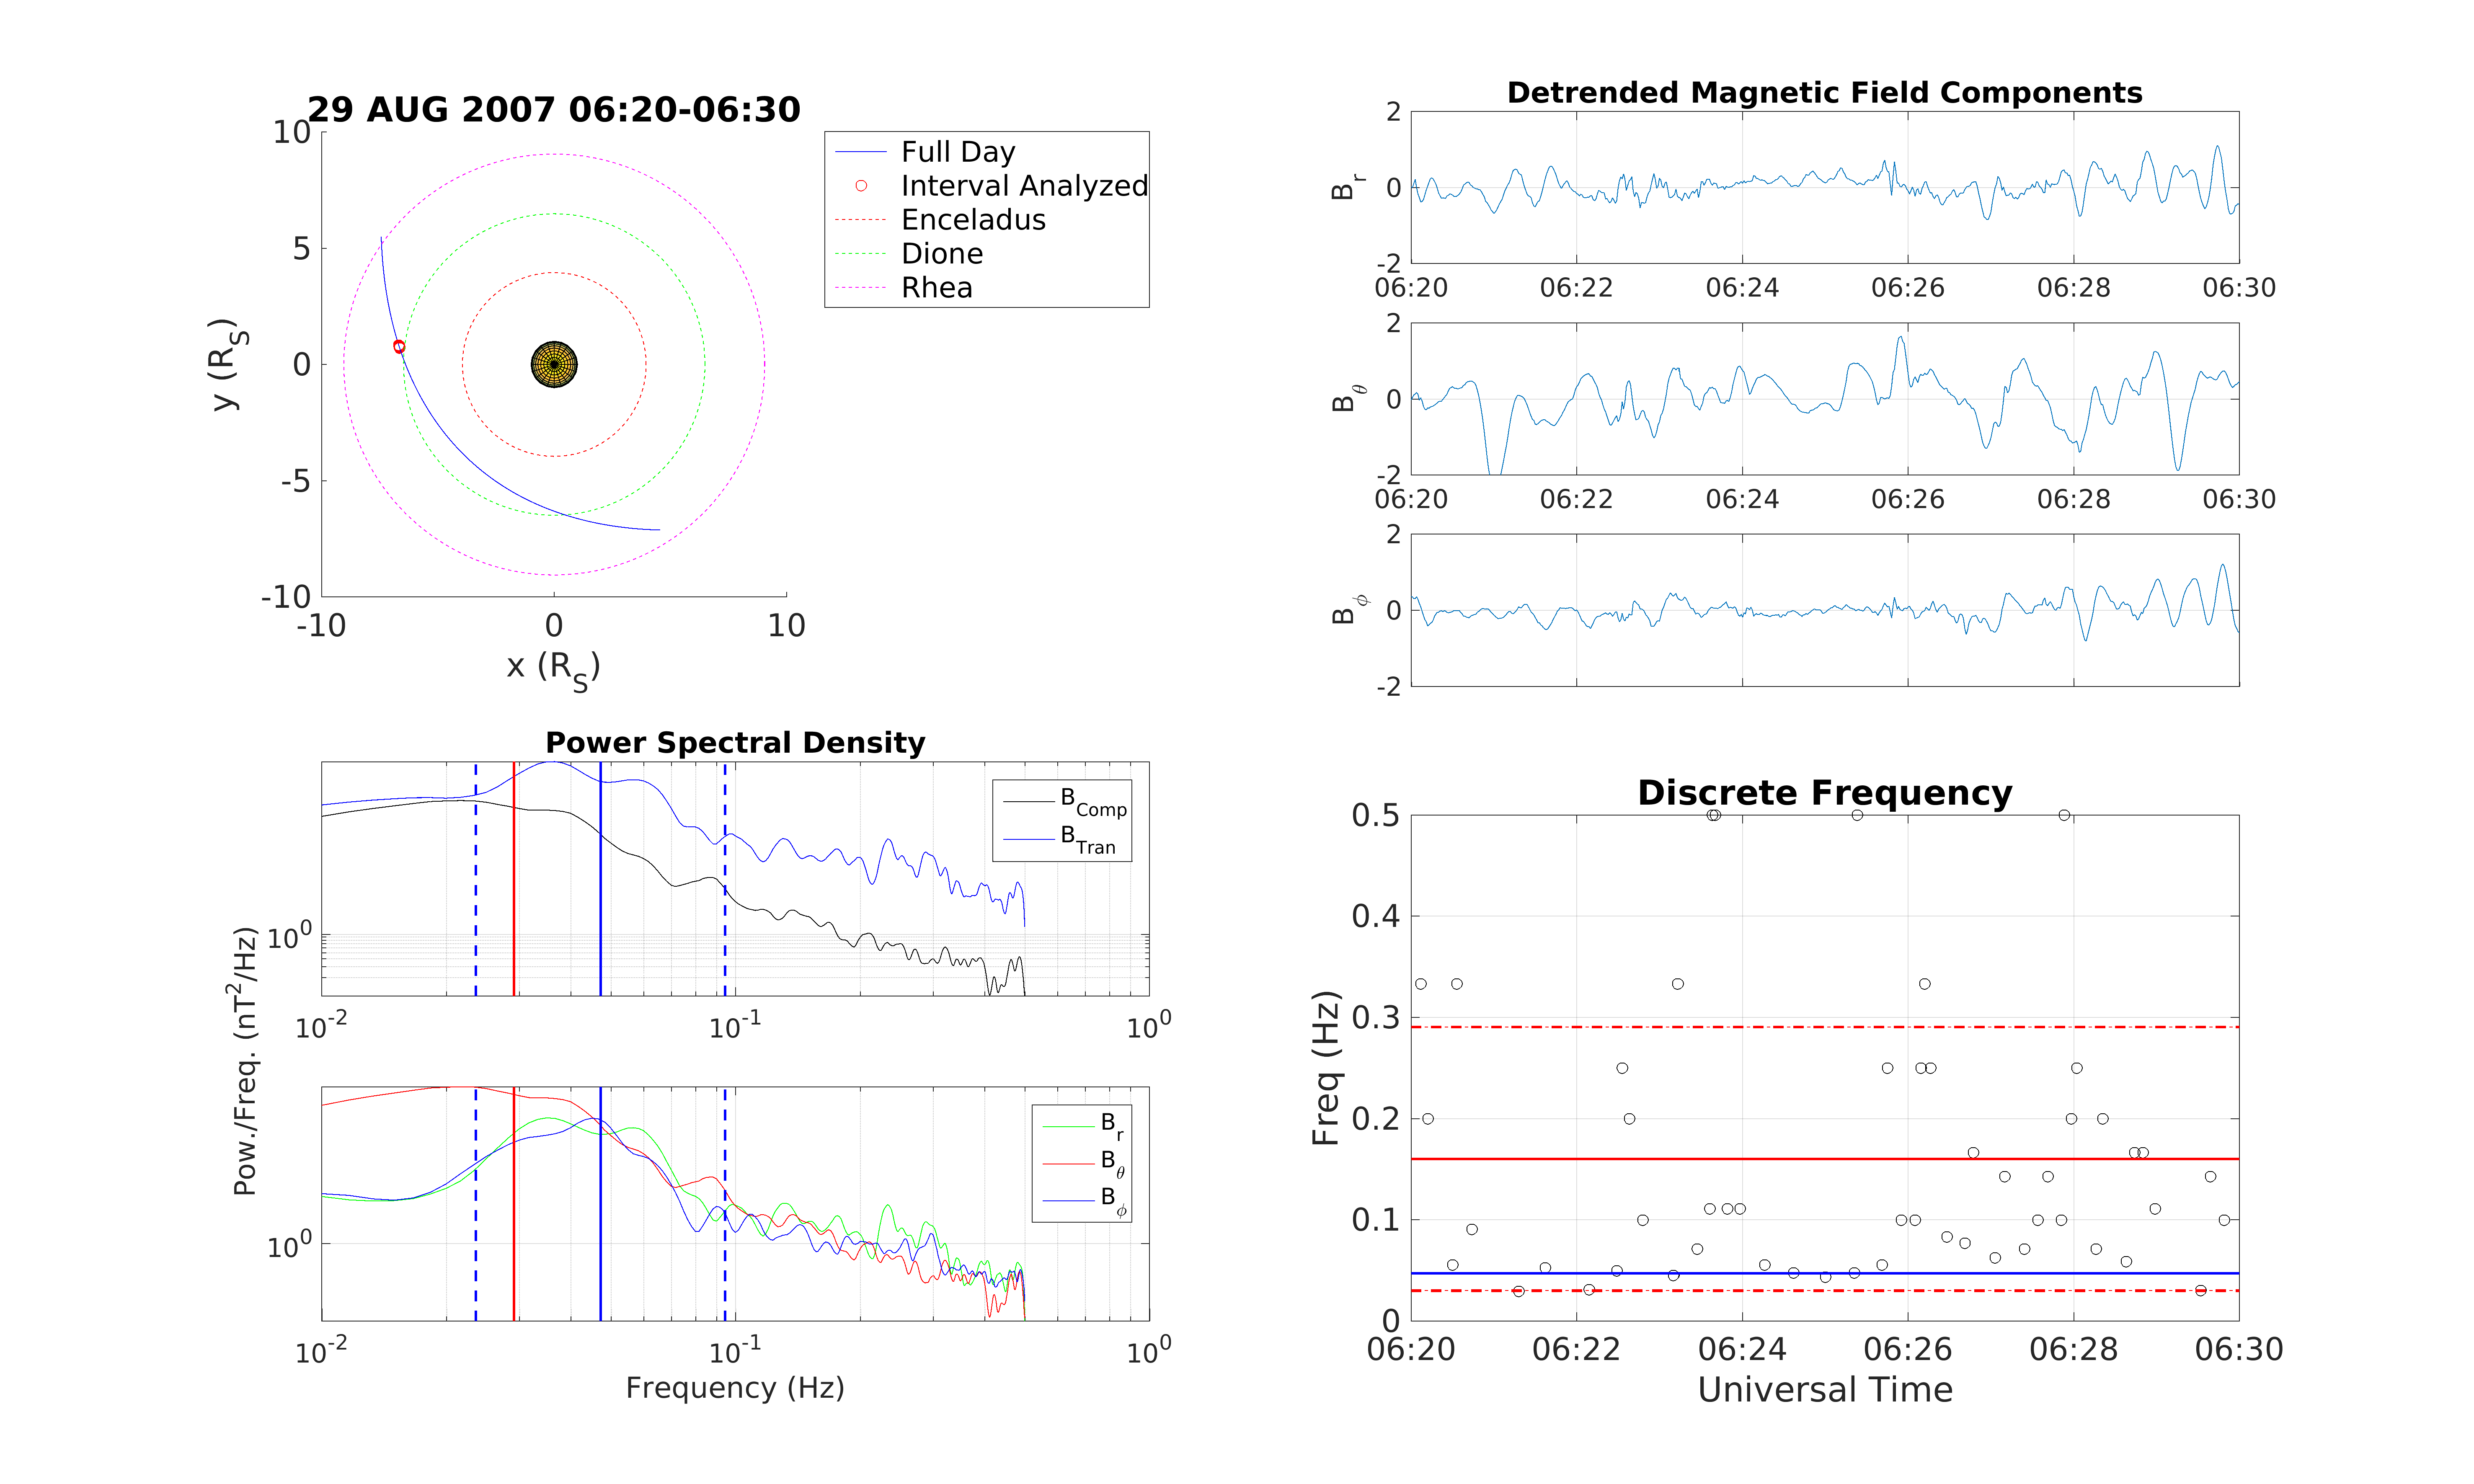 29 AUG 2007 06:20-06:30
10
5
0
-5
-10
-10
0
10
y (R_S)
x (R_S)
Full Day
Interval Analyzed
Enceladus
Dione
Rhea
Detrended Magnetic Field Components
B_r
2
0
-2
06:20
06:22
06:24
06:26
06:28
06:30
B_θ
2
0
-2
06:20
06:22
06:24
06:26
06:28
06:30
B_ϕ
2
0
-2
Power Spectral Density
B_Comp
B_Tran
10^0
10^-2
10^-1
10^0
Pow./Freq. (nT^2/Hz)
B_r
B_θ
B_ϕ
10^0
10^-2
10^-1
10^0
Frequency (Hz)
Discrete Frequency
Freq (Hz)
0.5
0.4
0.3
0.2
0.1
0
06:20
06:22
06:24
06:26
06:28
06:30
Universal Time